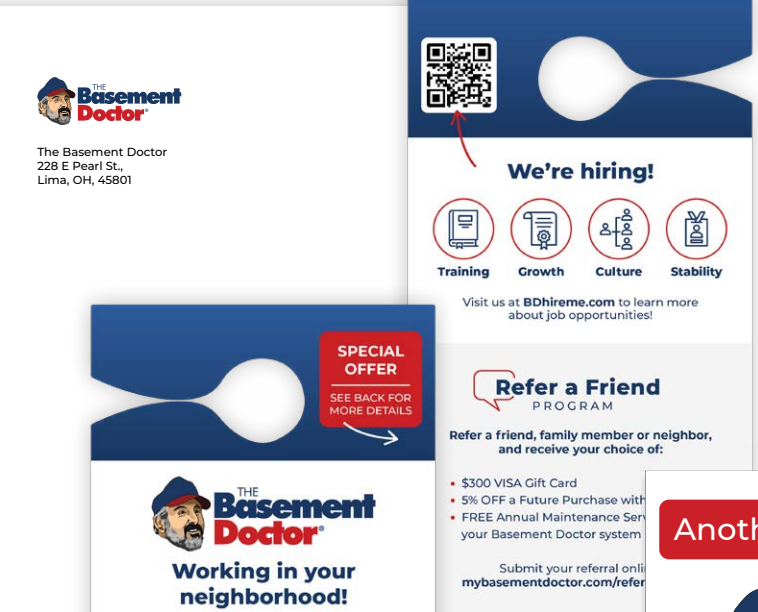 THE
Basement
Doctor
The Basement Doctor
228 E Pearl St.,
Lima, OH, 45801
We're hiring!
Training
Growth
Culture
Stability
Visit us at BDhireme.com to learn more
about job opportunities!
Refer a Friend
PROGRAM
Refer a friend, family member or neighbor,
and receive your choice of:
• $300 VISA Gift Card
• 5% OFF a Future Purchase with
• FREE Annual Maintenance
your Basement Doctor system
Submit your referral
mybasementdoctor.com/refer
SPECIAL
OFFER
SEE BACK FOR
MORE DETAILS
THE
Basement
Doctor®
Working in your
neighborhood!